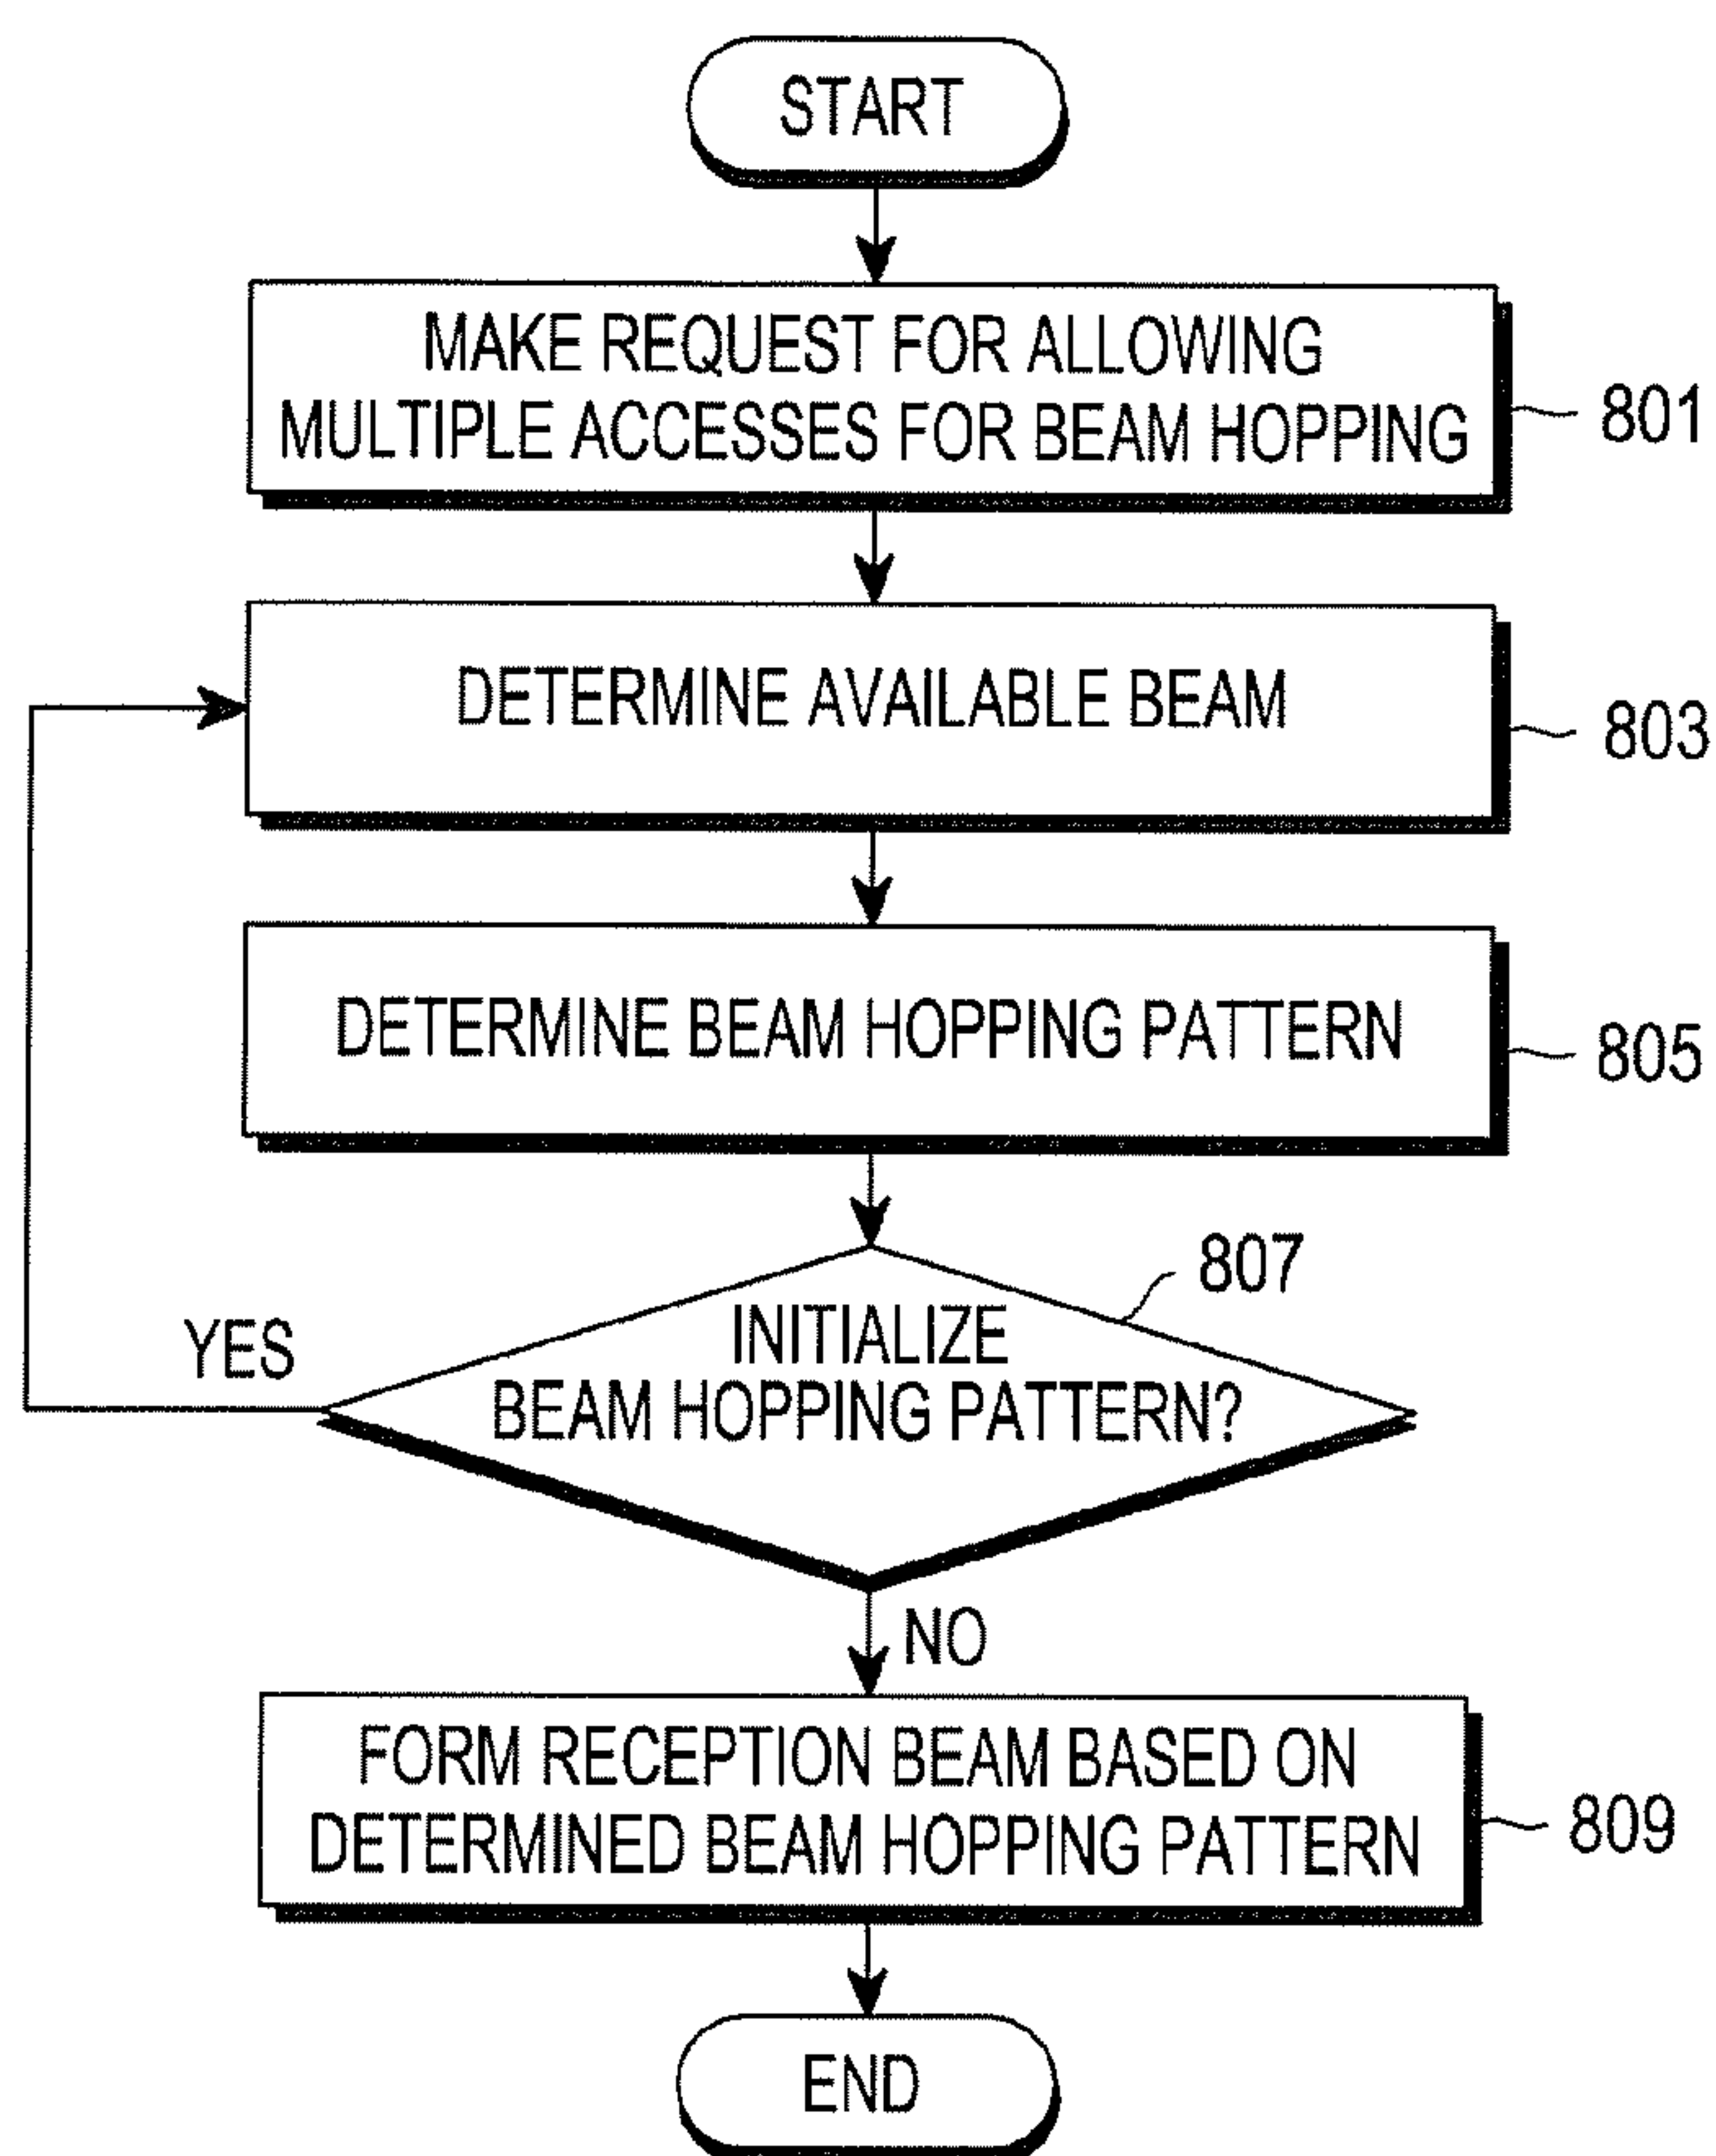 START
MAKE REQUEST FOR ALLOWING
MULTIPLE ACCESSES FOR BEAM HOPPING
801
DETERMINE AVAILABLE BEAM
803
DETERMINE BEAM HOPPING PATTERN
805
807
INITIALIZE
BEAM HOPPING PATTERN?
YES
NO
FORM RECEPTION BEAM BASED ON
DETERMINED BEAM HOPPING PATTERN
809
END